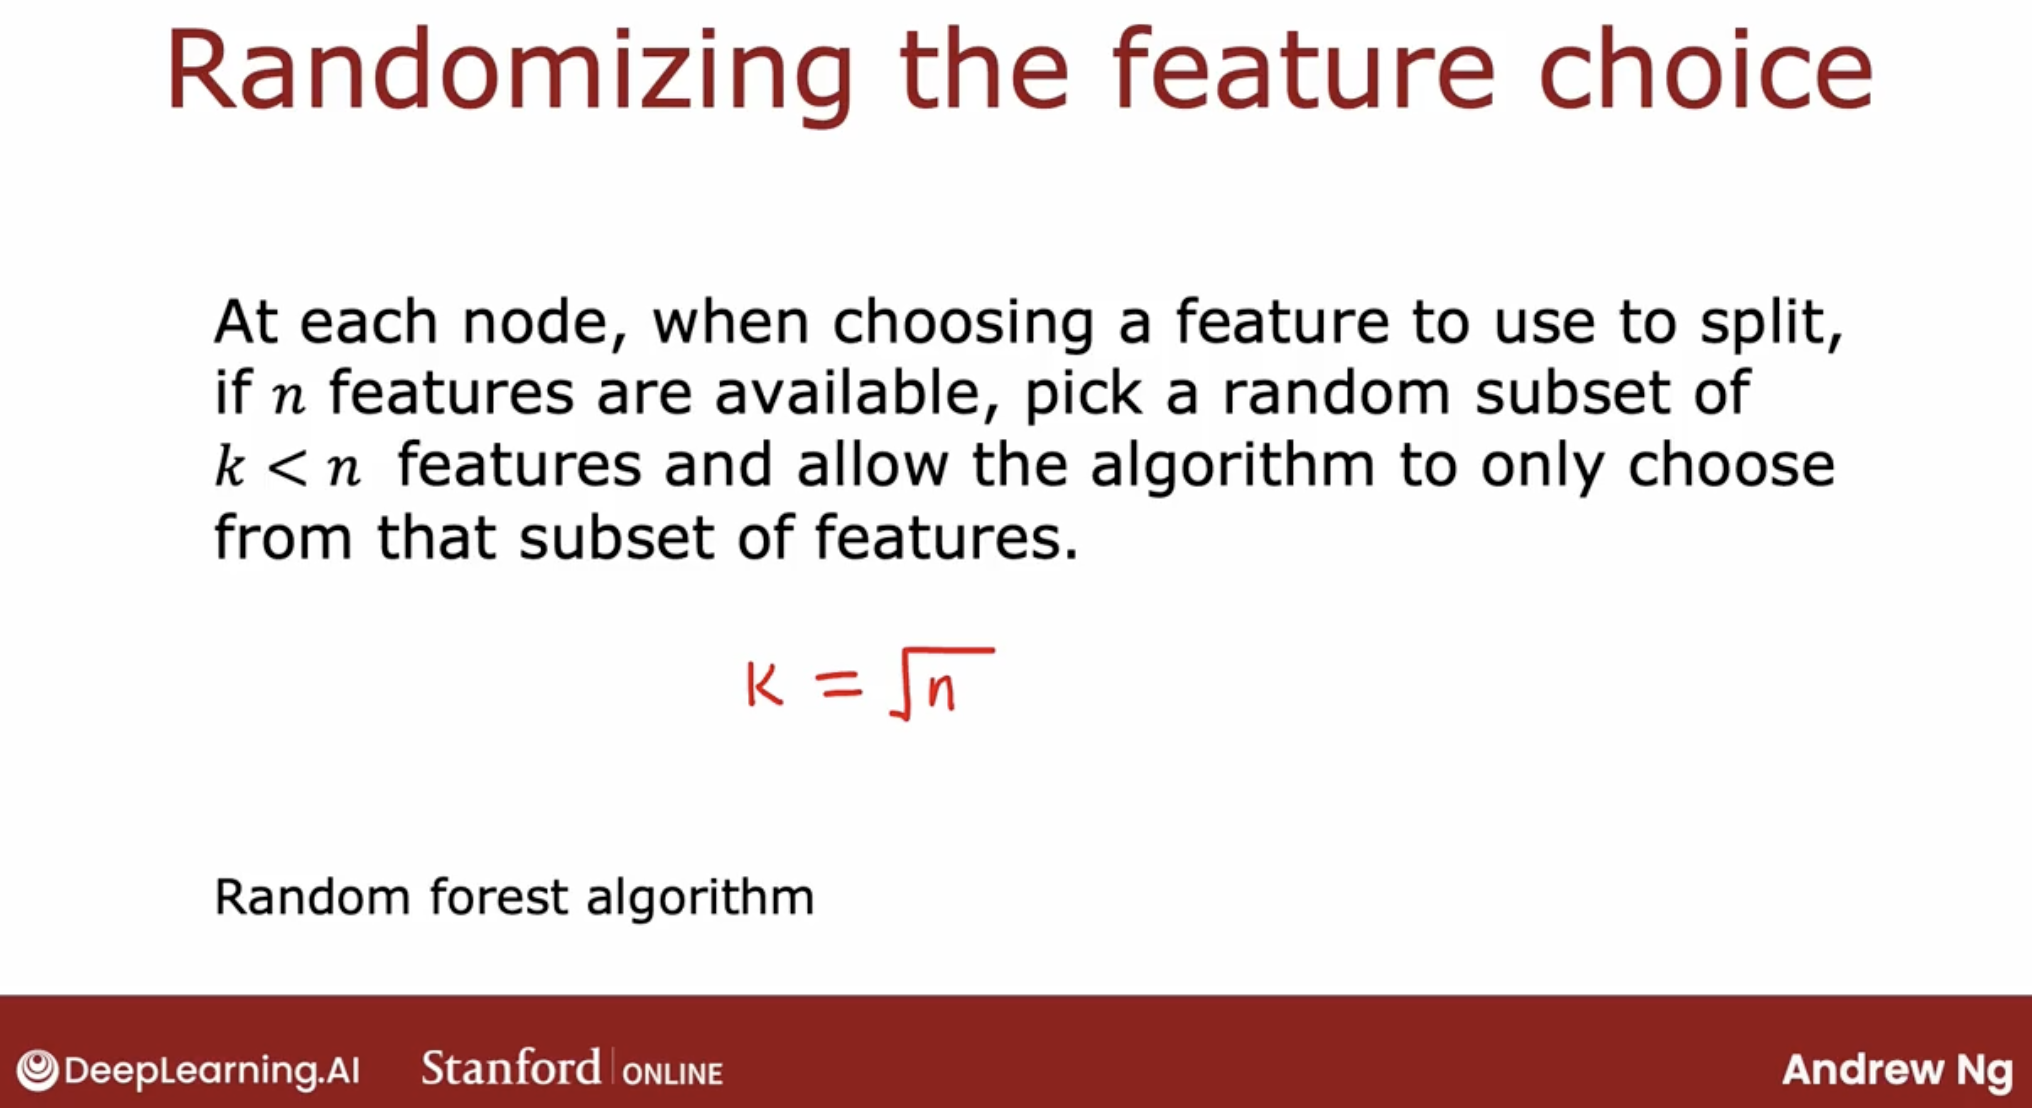 Randomizing the feature choice
At each node, when choosing a feature to use to split,
if n features are available, pick a random subset of
k < n features and allow the algorithm to only choose
from that subset of features.
K = √n
Random forest algorithm
DeepLearning.AI Stanford | ONLINE Andrew Ng